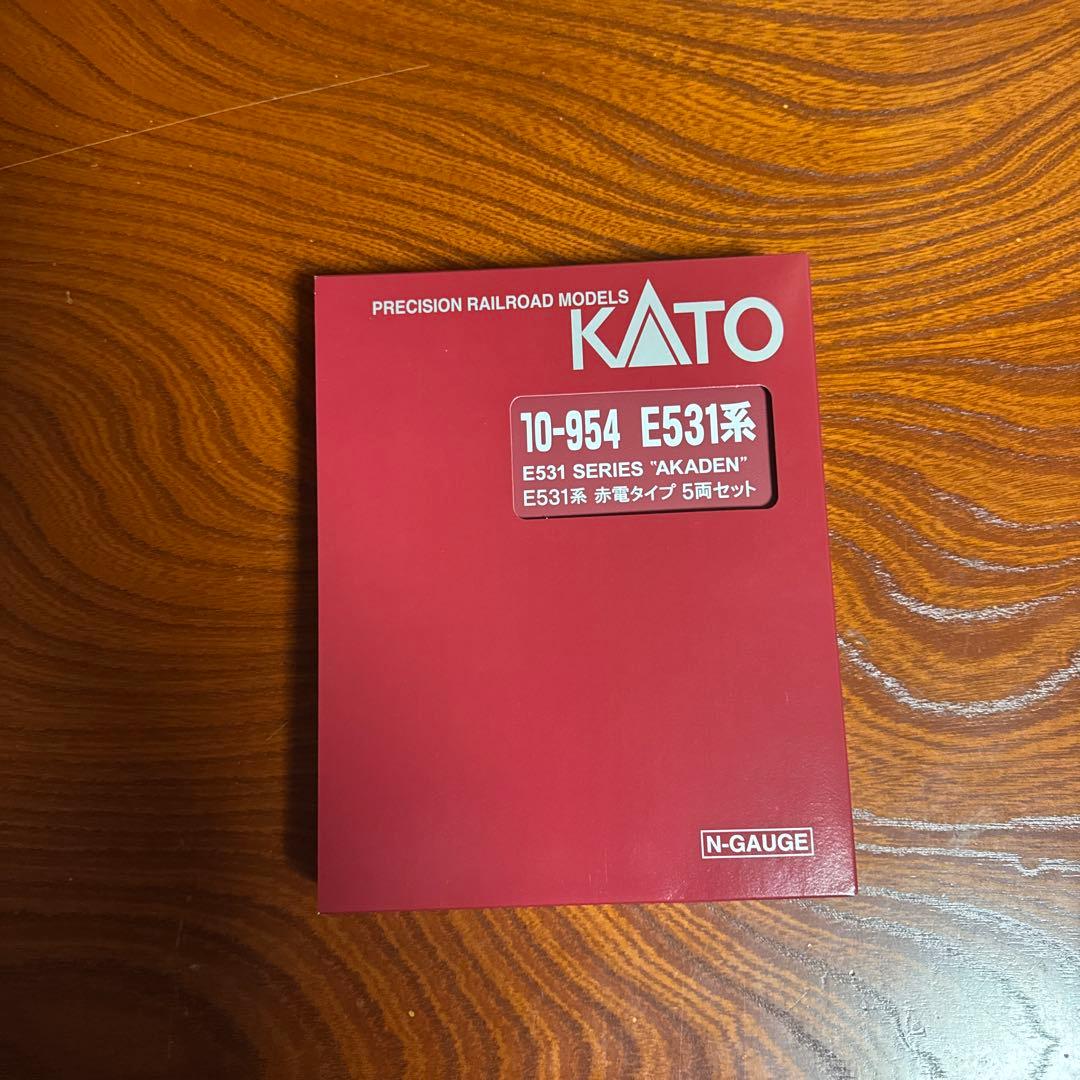 PRECISION RAILROAD MODELS
KATO
10-954 E531系
E531 SERIES "AKADEN"
E531系 赤電タイプ 5両セット
N-GAUGE